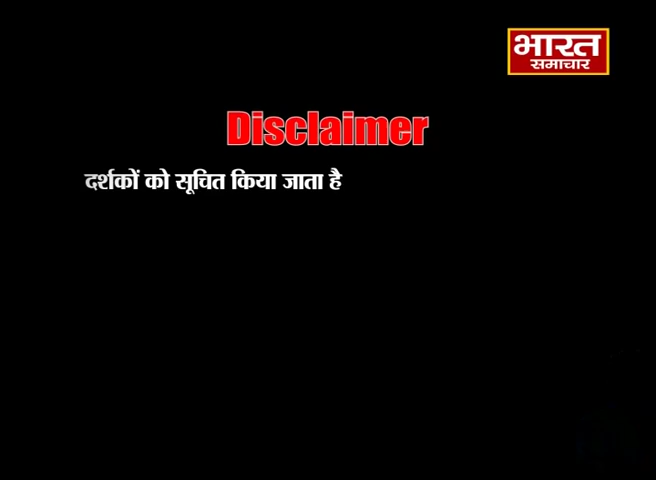 भारत
समाचार
Disclaimer
दर्शकों को सूचित किया जाता है